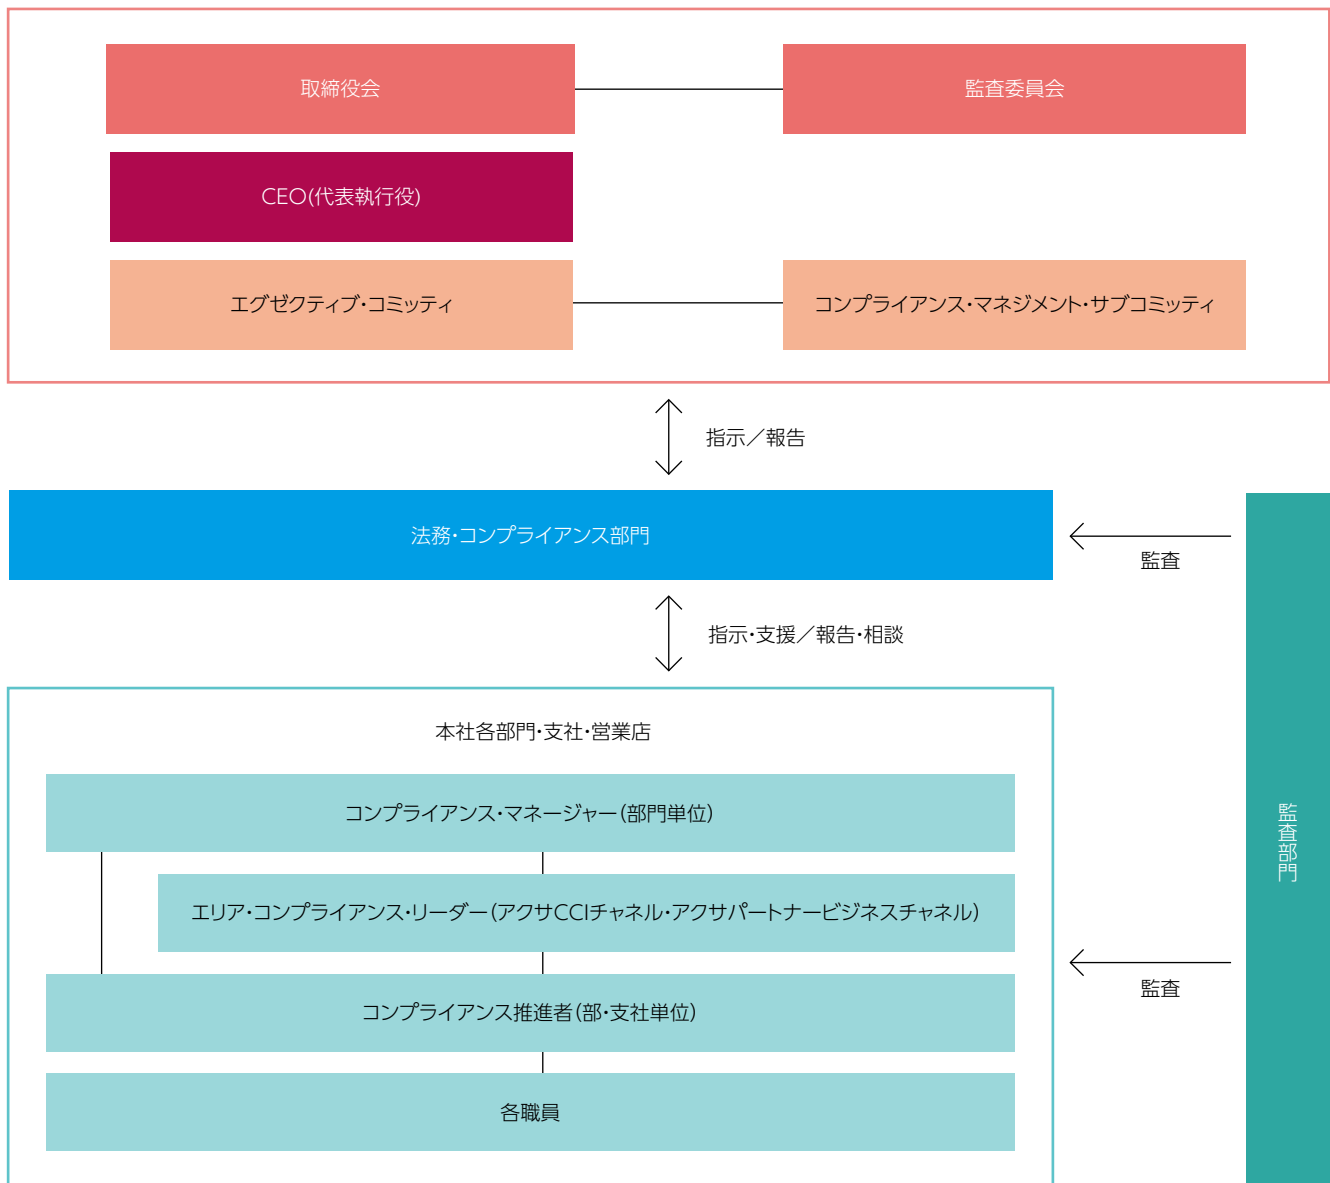 取締役会
監査委員会
CEO(代表執行役)
エグゼクティブ・コミッティ
コンプライアンス・マネジメント・サブコミッティ
指示／報告
法務・コンプライアンス部門
監査
指示・支援／報告・相談
本社各部門・支社・営業店
コンプライアンス・マネージャー（部門単位）
監査部門
エリア・コンプライアンス・リーダー（アクサCCIチャネル・アクサパートナービジネスチャネル）
監査
コンプライアンス推進者（部・支社単位）
各職員